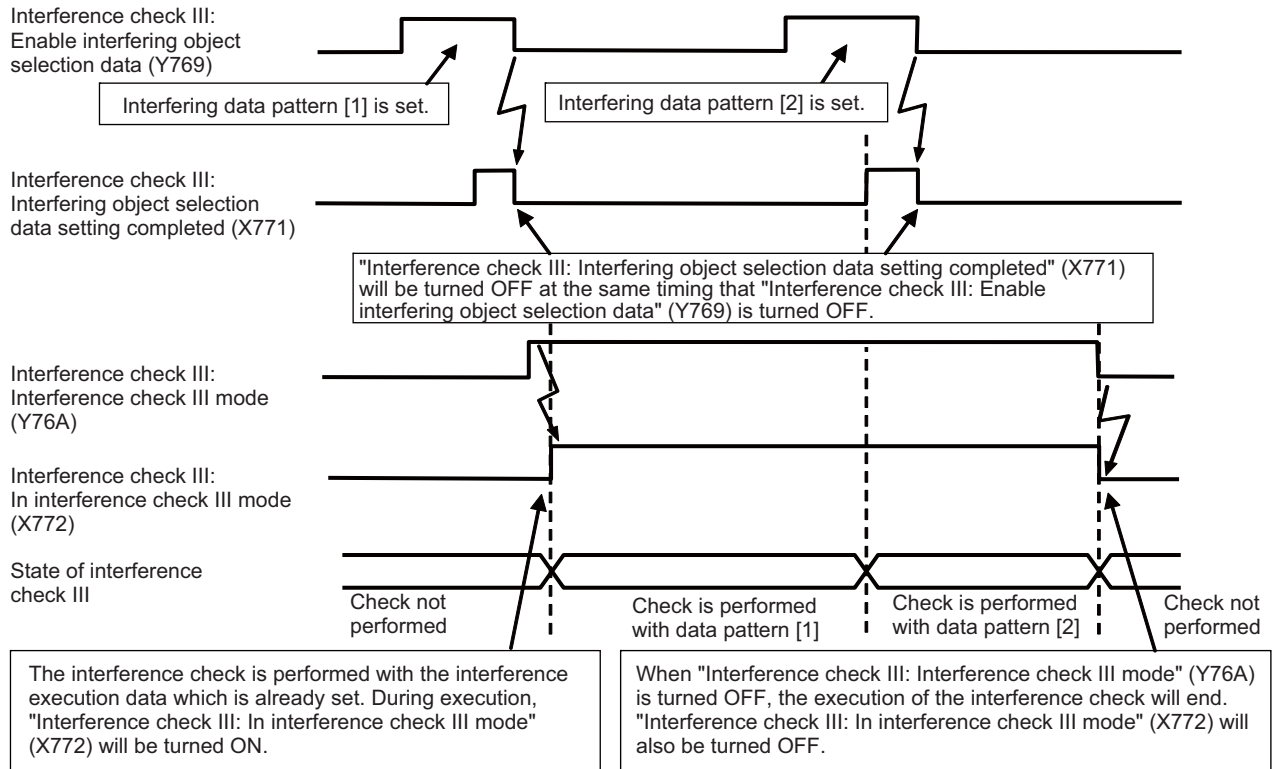 Interference check III:
Enable interfering object
selection data (Y769)
Interfering data pattern [1] is set.
Interfering data pattern [2] is set.
Interference check III:
Interfering object selection
data setting completed (X771)
"Interference check III: Interfering object selection data setting completed" (X771)
will be turned OFF at the same timing that "Interference check III: Enable
interfering object selection data" (Y769) is turned OFF.
Interference check III:
Interference check III mode
(Y76A)
Interference check III:
In interference check III mode
(X772)
State of interference
check III
Check not
performed
Check is performed
with data pattern [1]
Check is performed
with data pattern [2]
Check not
performed
The interference check is performed with the interference
execution data which is already set. During execution,
"Interference check III: In interference check III mode"
(X772) will be turned ON.
When "Interference check III: Interference check III mode" (Y76A)
is turned OFF, the execution of the interference check will end.
"Interference check III: In interference check III mode" (X772) will
also be turned OFF.